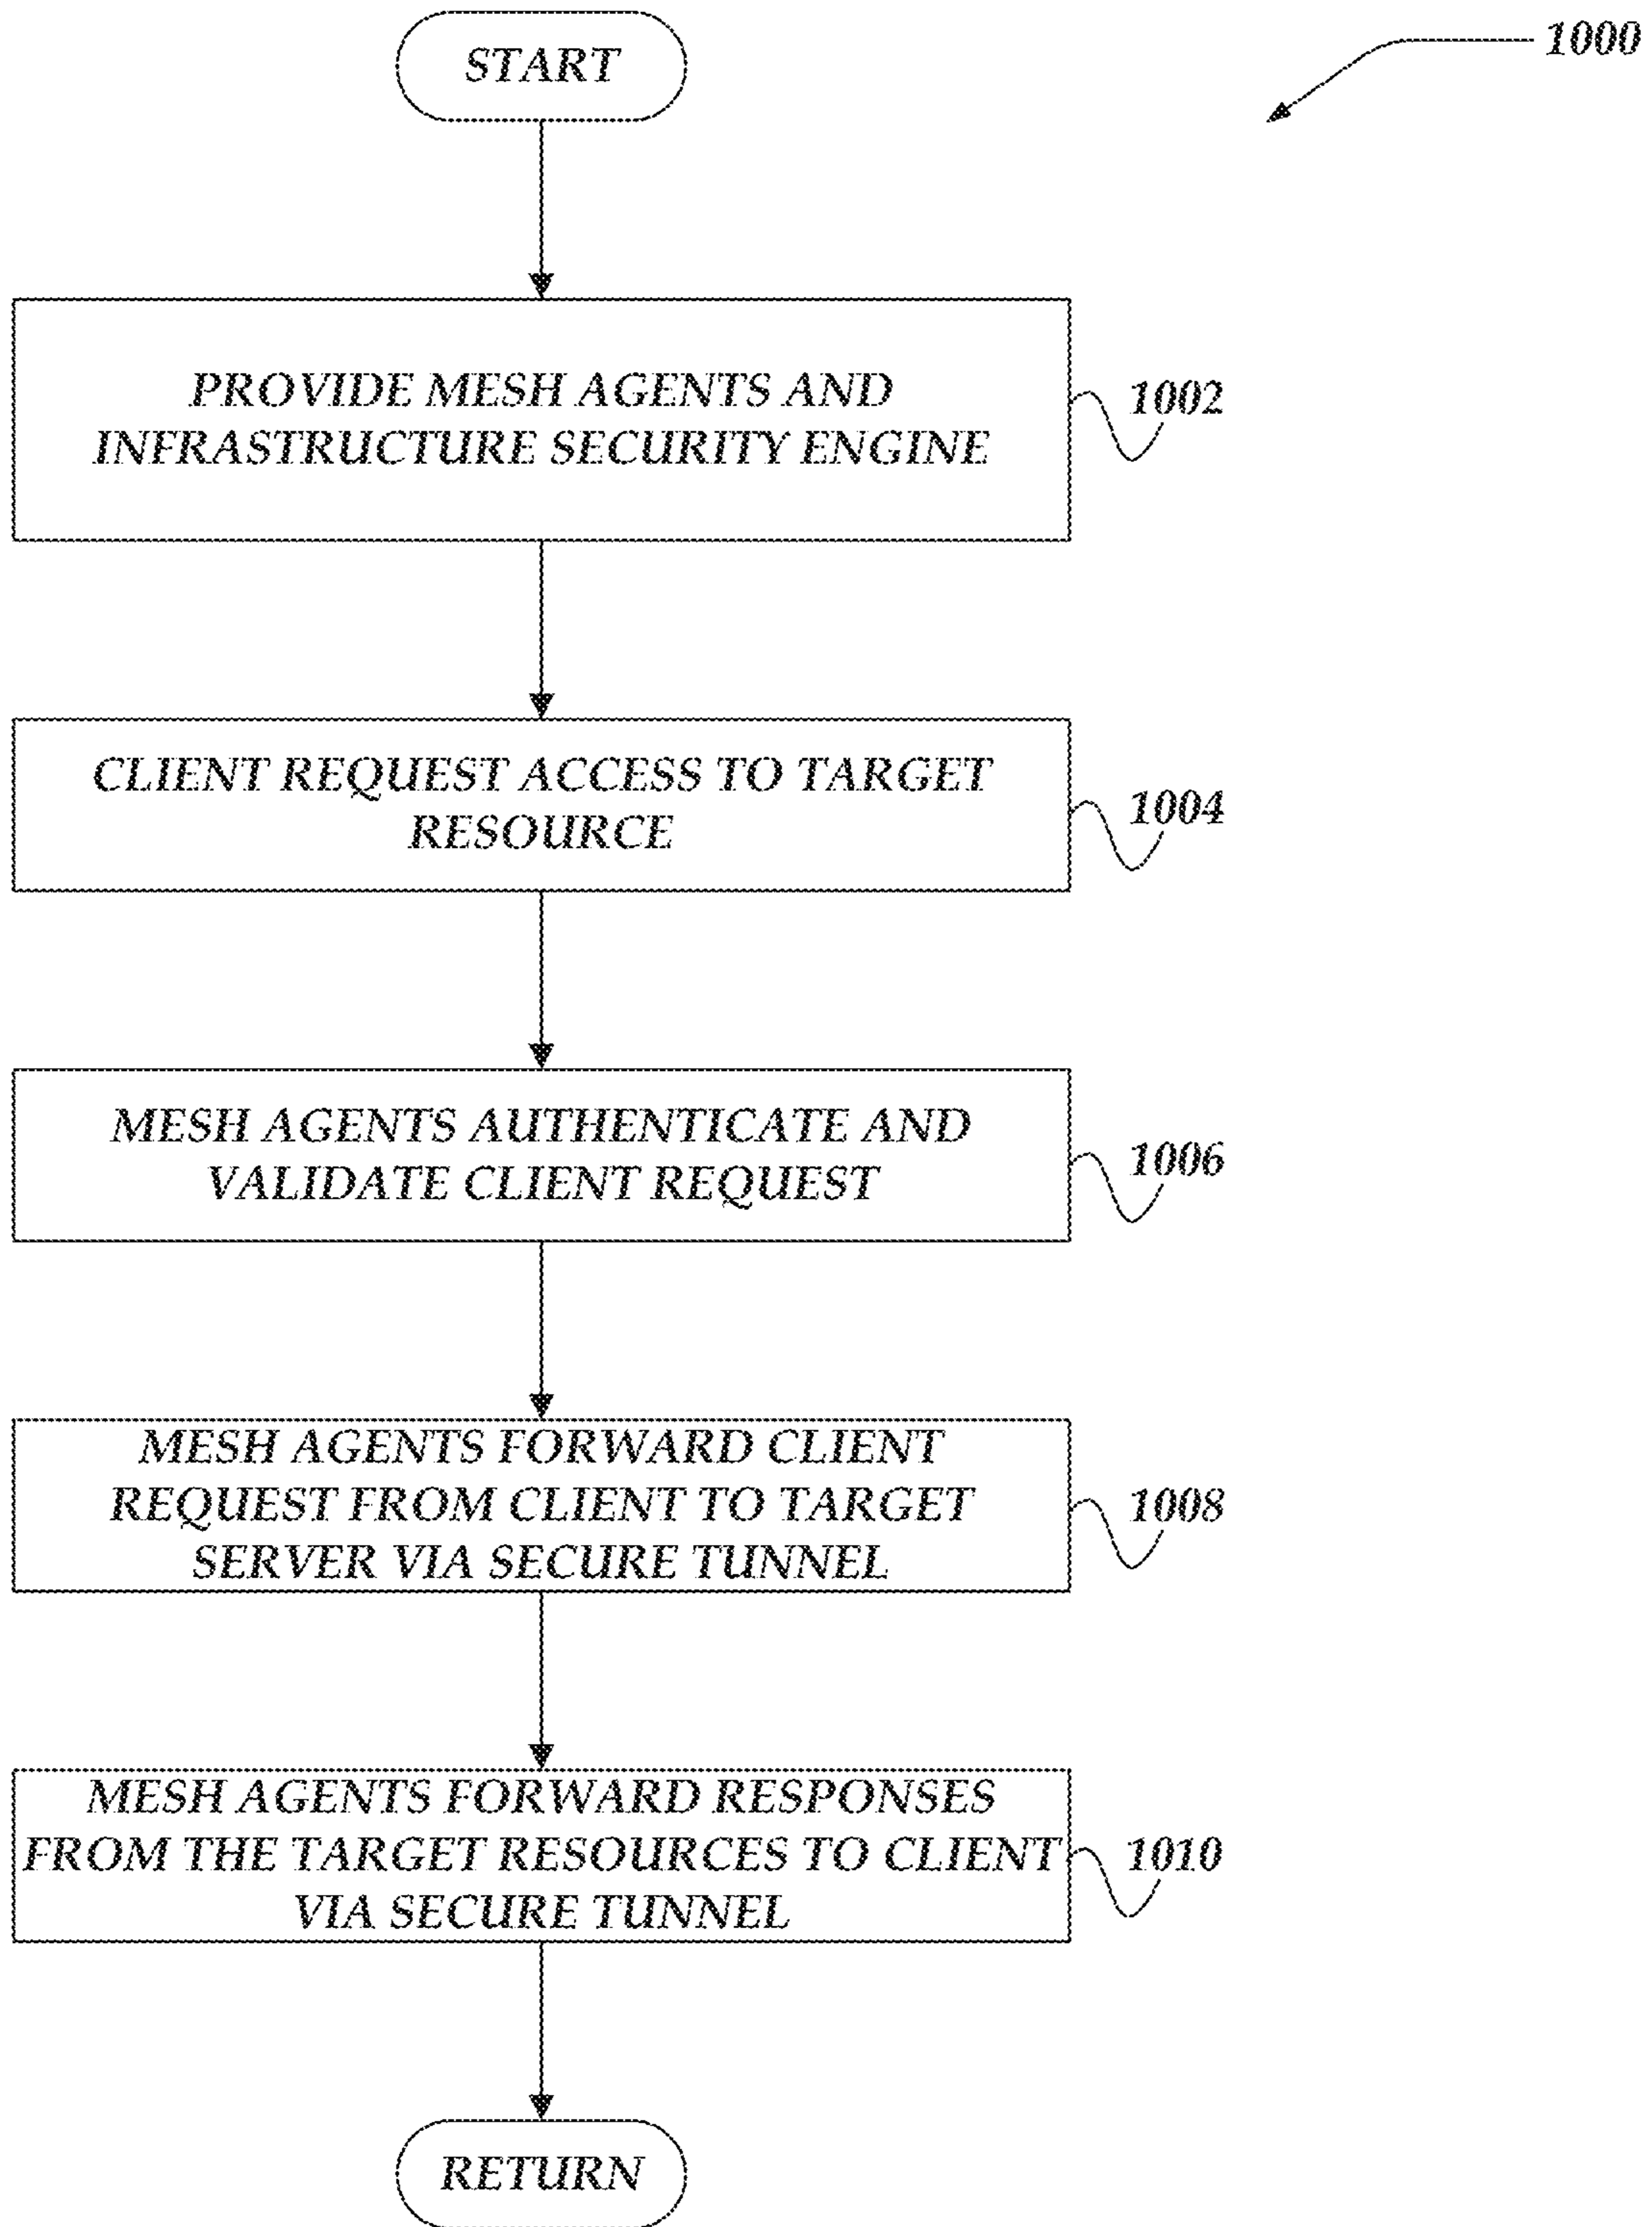 START
1000
PROVIDE MESH AGENTS AND
INFRASTRUCTURE SECURITY ENGINE
1002
CLIENT REQUEST ACCESS TO TARGET
RESOURCE
1004
MESH AGENTS AUTHENTICATE AND
VALIDATE CLIENT REQUEST
1006
MESH AGENTS FORWARD CLIENT
REQUEST FROM CLIENT TO TARGET
SERVER VIA SECURE TUNNEL
1008
MESH AGENTS FORWARD RESPONSES
FROM THE TARGET RESOURCES TO CLIENT
VIA SECURE TUNNEL
1010
RETURN